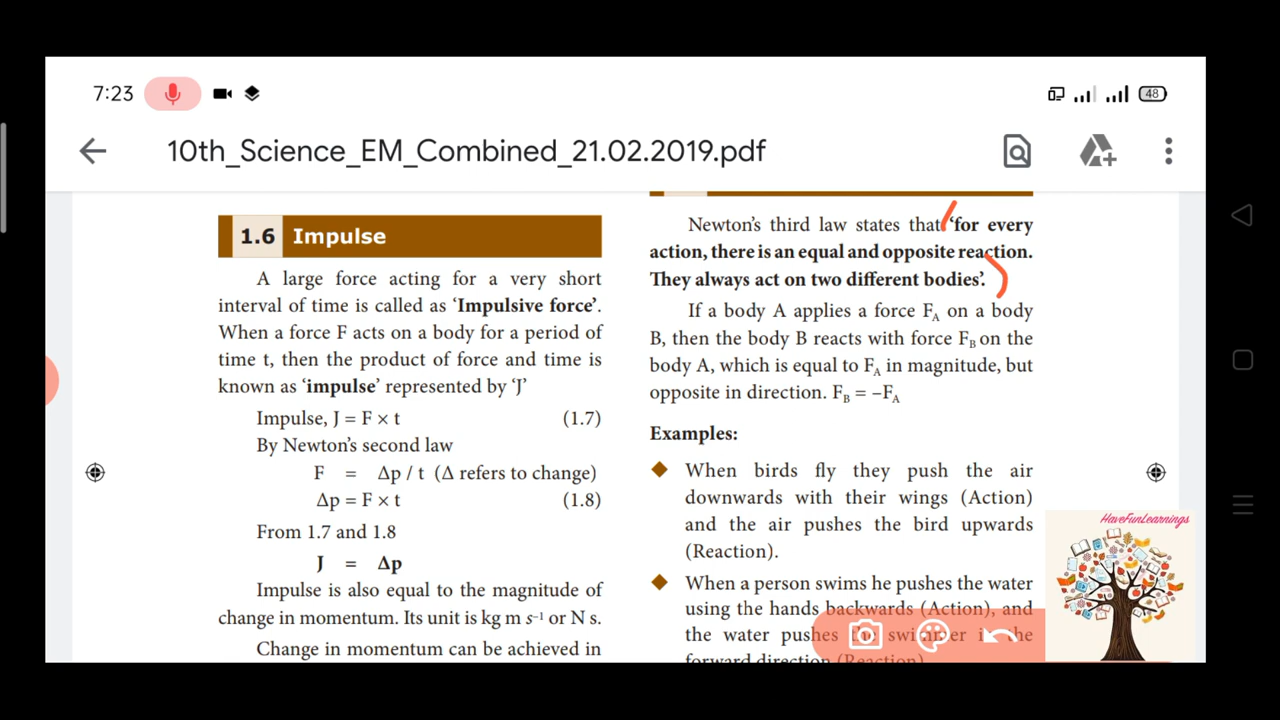 7:23
48
10th_Science_EM_Combined_21.02.2019.pdf
1.6 Impulse
A large force acting for a very short
interval of time is called as ‘Impulsive force’.
When a force F acts on a body for a period of
time t, then the product of force and time is
known as ‘impulse’ represented by ‘J’
Impulse, J = F × t (1.7)
By Newton’s second law
F = Δp / t (Δ refers to change)
Δp = F × t (1.8)
From 1.7 and 1.8
J = Δp
Impulse is also equal to the magnitude of
change in momentum. Its unit is kg m s⁻¹ or N s.
Change in momentum can be achieved in
Newton’s third law states that ‘for every
action, there is an equal and opposite reaction.
They always act on two different bodies’.
If a body A applies a force F_A on a body
B, then the body B reacts with force F_B on the
body A, which is equal to F_A in magnitude, but
opposite in direction. F_B = –F_A
Examples:
When birds fly they push the air
downwards with their wings (Action)
and the air pushes the bird upwards
(Reaction).
When a person swims he pushes the water
using the hands backwards (Action), and
the water pushes the swimmer in the
forward direction (Reaction)
HaveFunLearnings